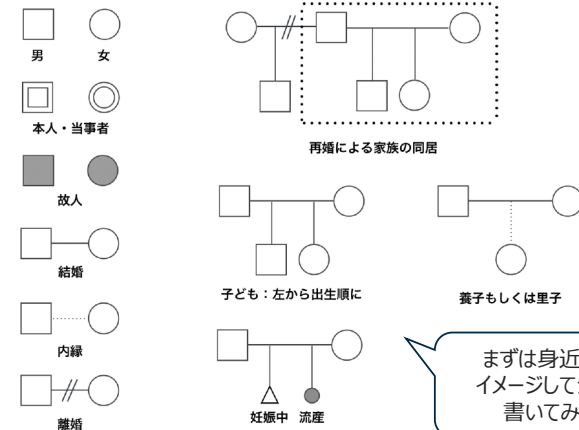 男 女
本人・当事者
故人
結婚
内縁
離婚
再婚による家族の同居
子ども：左から出生順に
養子もしくは里子
妊娠中 流産
まずは身近
イメージして
書いてみ